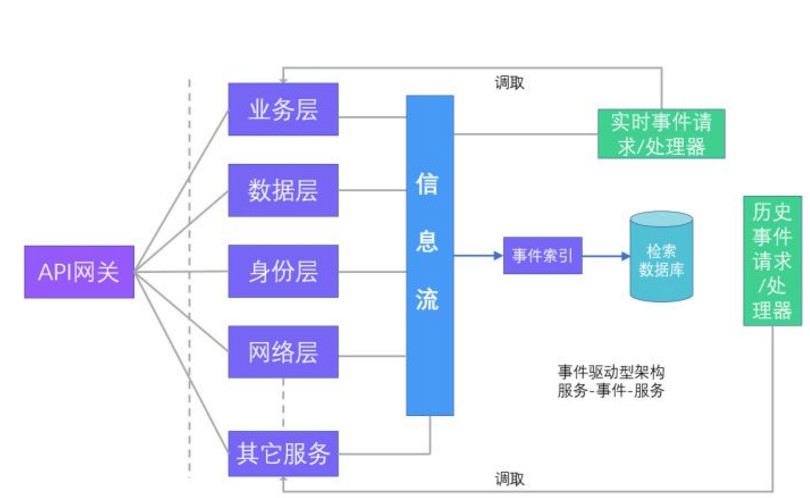 调取
业务层
实时事件请
求/处理器
数据层
信
息
流
历史
事件
请求
/处
理器
API网关
身份层
事件索引
检索
数据库
网络层
事件驱动型架构
服务-事件-服务
其它服务
调取